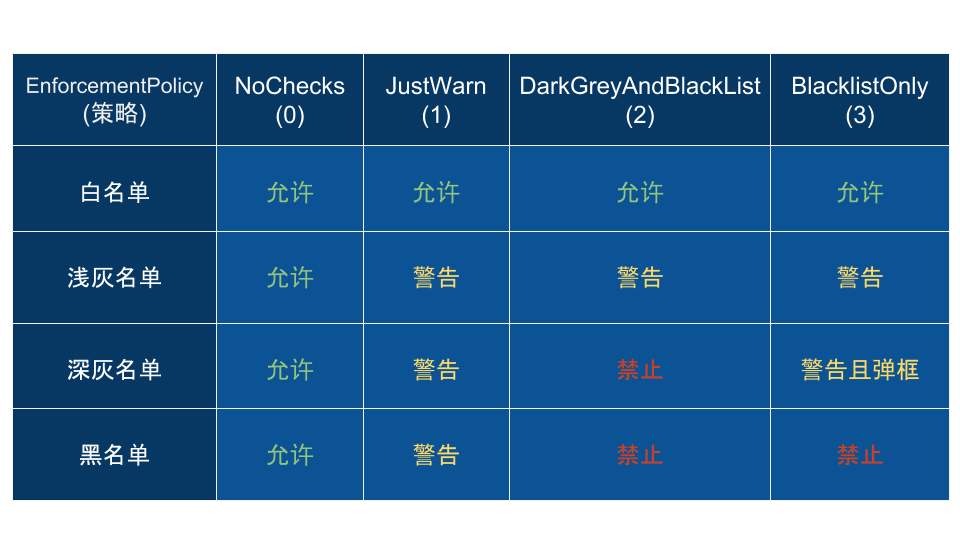 EnforcementPolicy
(策略)
NoChecks
(0)
JustWarn
(1)
DarkGreyAndBlackList
(2)
BlacklistOnly
(3)
白名单
允许
允许
允许
允许
浅灰名单
允许
警告
警告
警告
深灰名单
允许
警告
禁止
警告且弹框
黑名单
允许
警告
禁止
禁止